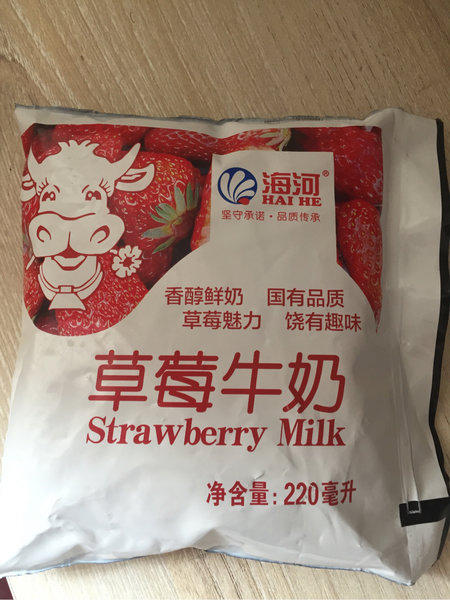 海河®
HAI HE
坚守承诺·品质传承
香醇鲜奶 国有品质
草莓魅力 饶有趣味
草莓牛奶
Strawberry Milk
净含量：220毫升